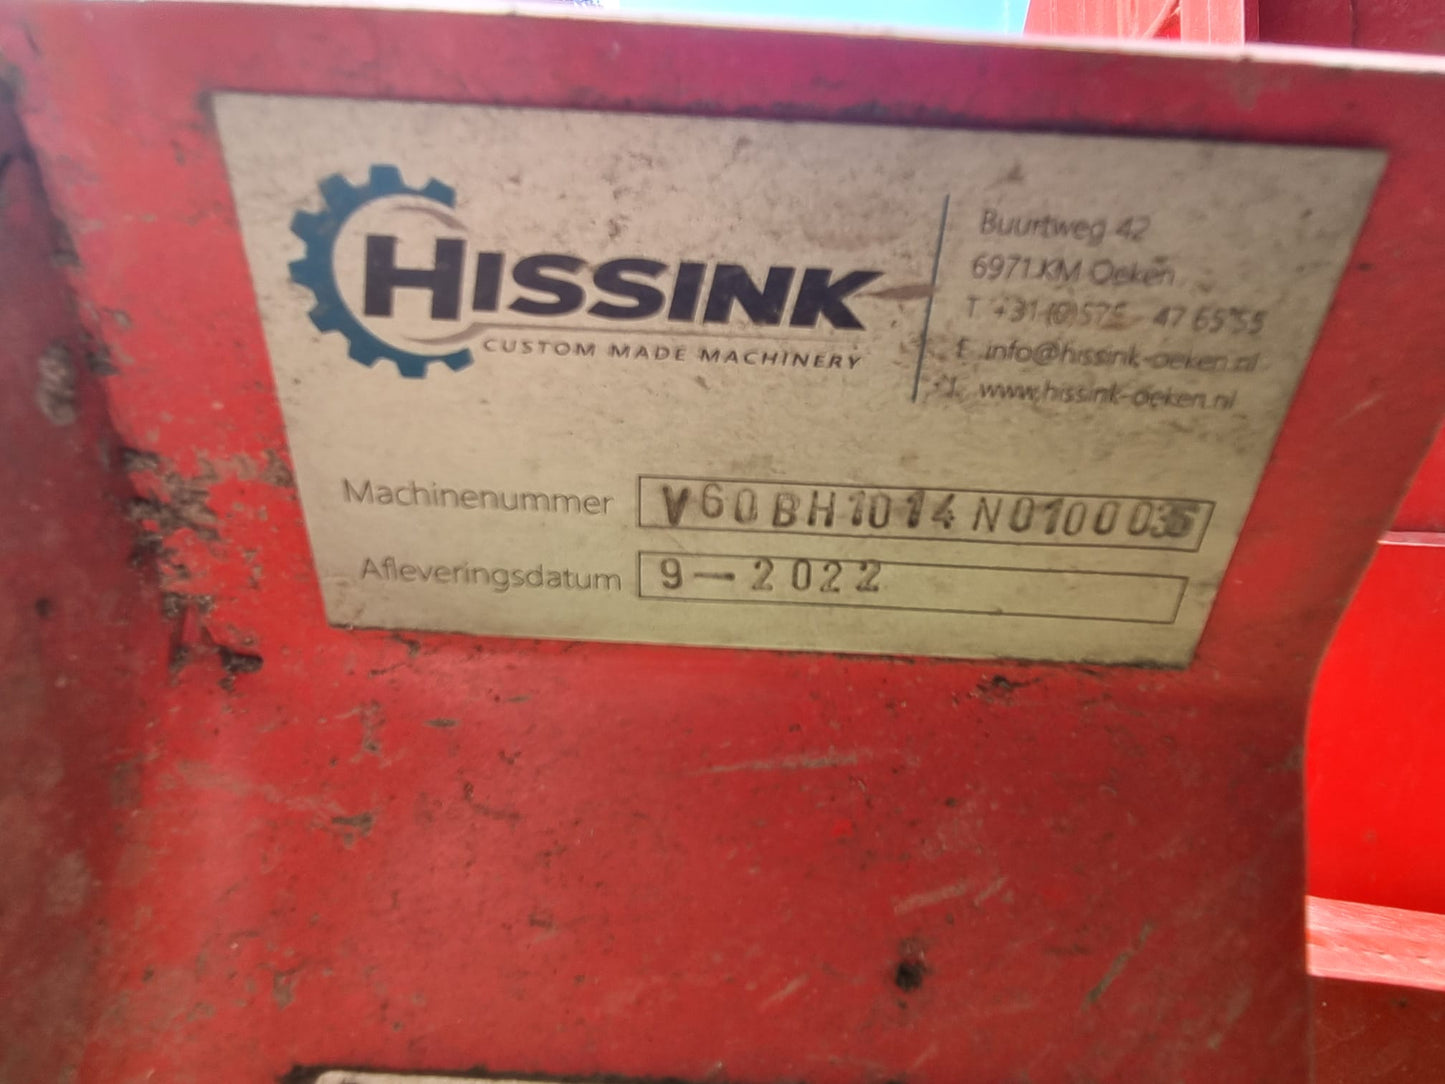 HISSINK
CUSTOM MADE MACHINERY
Buurtweg 42
6971 KM Oeken
T +31 (0)575 - 47 65 55
E info@hissink-oeken.nl
I. www.hissink-oeken.nl
Machinenummer
Afleveringsdatum 9-2022